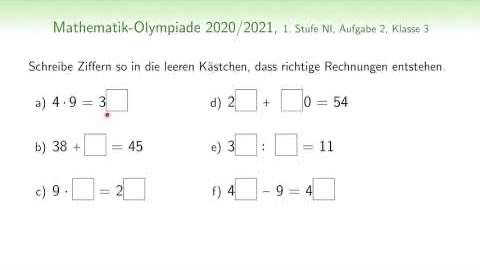 Mathematik-Olympiade 2020/2021, 1. Stufe NI, Aufgabe 2, Klasse 3
Schreibe Ziffern so in die leeren Kästchen, dass richtige Rechnungen entstehen.
a) 4 · 9 = 3□
d) 2□ + □0 = 54
b) 38 + □ = 45
e) 3□ : □ = 11
c) 9 · □ = 2□
f) 4□ – 9 = 4□